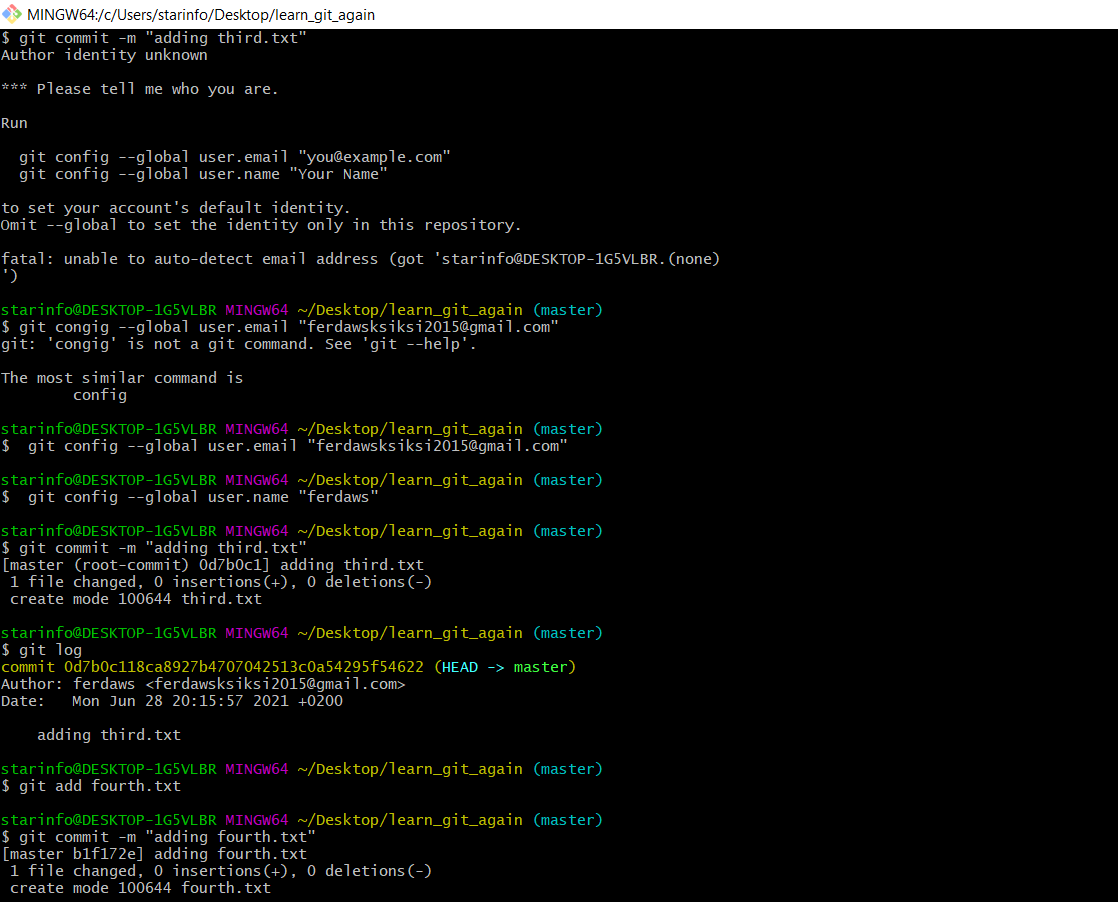 MINGW64:/c/Users/starinfo/Desktop/learn_git_again
$ git commit -m "adding third.txt"
Author identity unknown
*** Please tell me who you are.
Run
  git config --global user.email "you@example.com"
  git config --global user.name "Your Name"
to set your account's default identity.
Omit --global to set the identity only in this repository.
fatal: unable to auto-detect email address (got 'starinfo@DESKTOP-1G5VLBR.(none)
')
starinfo@DESKTOP-1G5VLBR MINGW64 ~/Desktop/learn_git_again (master)
$ git congig --global user.email "ferdawsksiksi2015@gmail.com"
git: 'congig' is not a git command. See 'git --help'.
The most similar command is
        config
starinfo@DESKTOP-1G5VLBR MINGW64 ~/Desktop/learn_git_again (master)
$  git config --global user.email "ferdawsksiksi2015@gmail.com"
starinfo@DESKTOP-1G5VLBR MINGW64 ~/Desktop/learn_git_again (master)
$  git config --global user.name "ferdaws"
starinfo@DESKTOP-1G5VLBR MINGW64 ~/Desktop/learn_git_again (master)
$ git commit -m "adding third.txt"
[master (root-commit) 0d7b0c1] adding third.txt
 1 file changed, 0 insertions(+), 0 deletions(-)
 create mode 100644 third.txt
starinfo@DESKTOP-1G5VLBR MINGW64 ~/Desktop/learn_git_again (master)
$ git log
commit 0d7b0c118ca8927b4707042513c0a54295f54622 (HEAD -> master)
Author: ferdaws <ferdawsksiksi2015@gmail.com>
Date:   Mon Jun 28 20:15:57 2021 +0200
    adding third.txt
starinfo@DESKTOP-1G5VLBR MINGW64 ~/Desktop/learn_git_again (master)
$ git add fourth.txt
starinfo@DESKTOP-1G5VLBR MINGW64 ~/Desktop/learn_git_again (master)
$ git commit -m "adding fourth.txt"
[master b1f172e] adding fourth.txt
 1 file changed, 0 insertions(+), 0 deletions(-)
 create mode 100644 fourth.txt